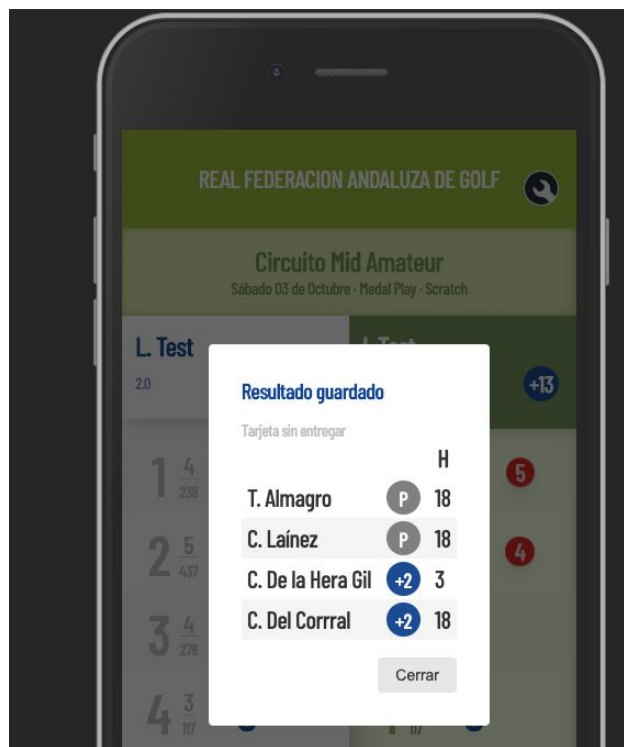 REAL FEDERACION ANDALUZA DE GOLF
Circuito Mid Amateur
Sábado 03 de Octubre - Medal Play - Scratch
L. Test
2.0
+13
Resultado guardado
Tarjeta sin entregar
H
T. Almagro P 18
C. Laínez P 18
C. De la Hera Gil +2 3
C. Del Corrral +2 18
Cerrar
1 4 238
5
2 5 437
4
3 4 278
4 3 117
117